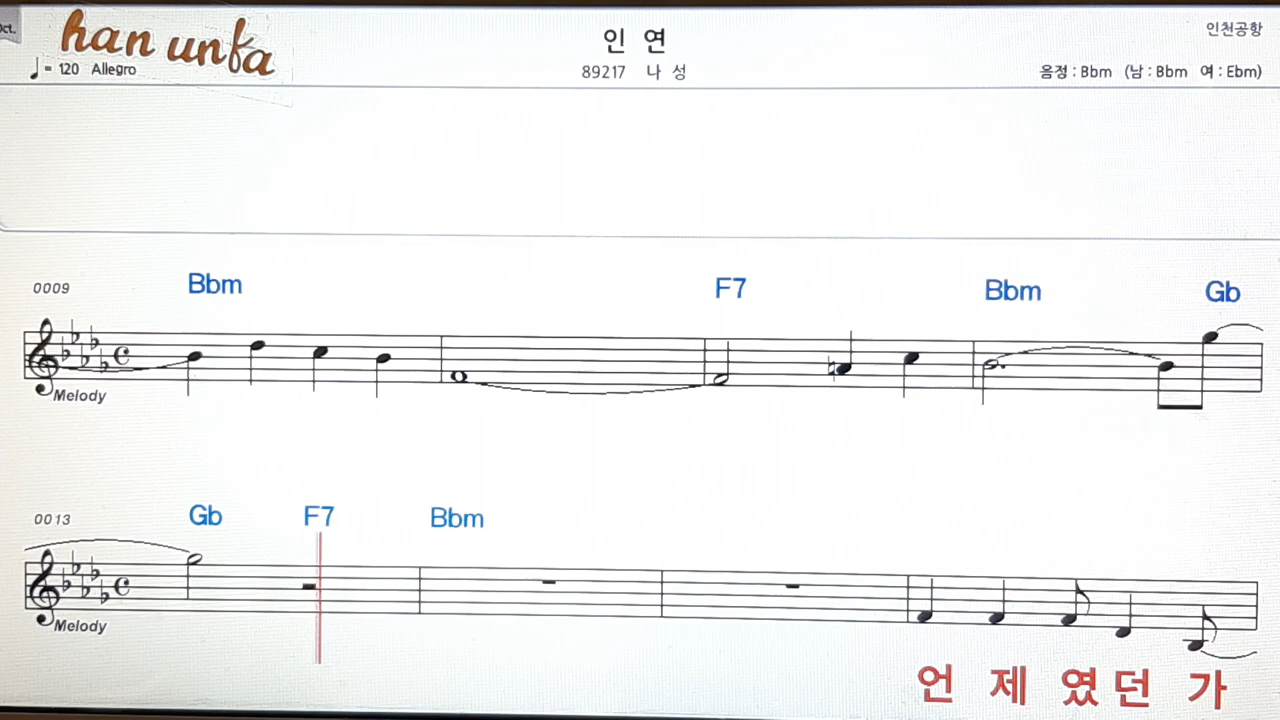 Oct.
han unfa
인 연
인천공항
♩= 120 Allegro
89217 나 성
음정 : Bbm (남 : Bbm 여 : Ebm)
0009 Bbm F7 Bbm Gb
Melody
0013 Gb F7 Bbm
Melody
언 제 였 던 가